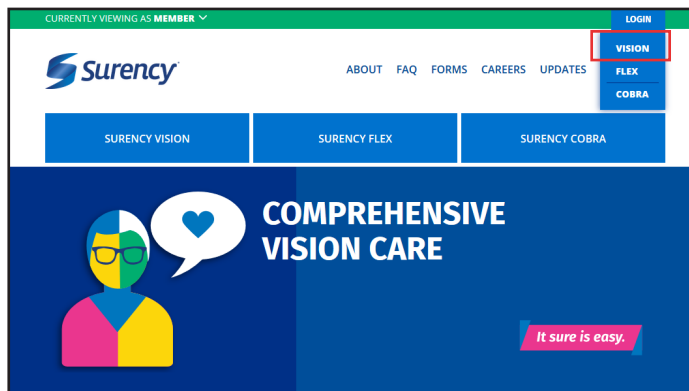 CURRENTLY VIEWING AS MEMBER
LOGIN
VISION
FLEX
COBRA
Surency
ABOUT FAQ FORMS CAREERS UPDATES
SURENCY VISION
SURENCY FLEX
SURENCY COBRA
COMPREHENSIVE
VISION CARE
It sure is easy.